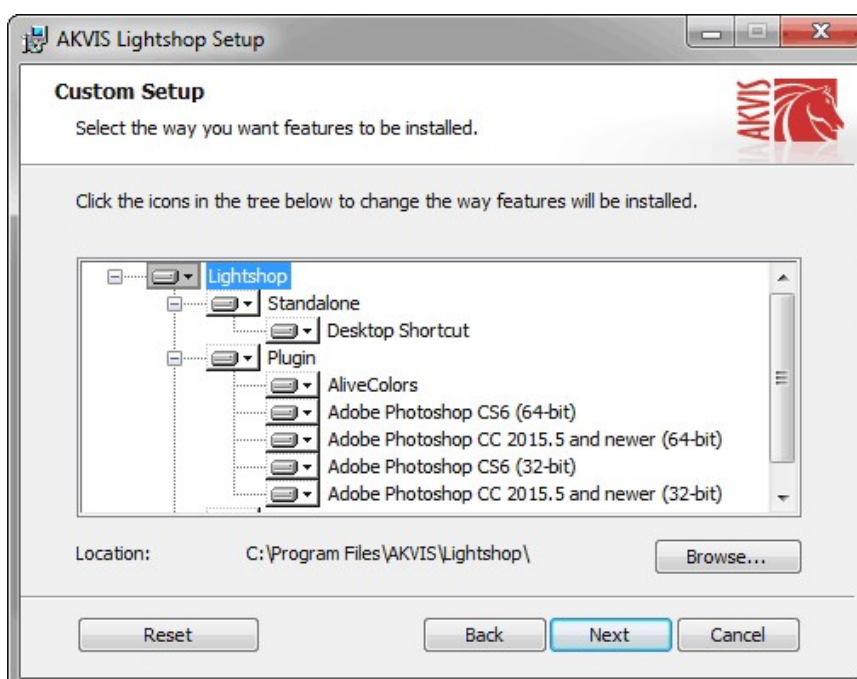 AKVIS Lightshop Setup
Custom Setup
Select the way you want features to be installed.
AKVIS
Click the icons in the tree below to change the way features will be installed.
Lightshop
Standalone
Desktop Shortcut
Plugin
AliveColors
Adobe Photoshop CS6 (64-bit)
Adobe Photoshop CC 2015.5 and newer (64-bit)
Adobe Photoshop CS6 (32-bit)
Adobe Photoshop CC 2015.5 and newer (32-bit)
Location: C:\Program Files\AKVIS\Lightshop\ Browse...
Reset Back Next Cancel